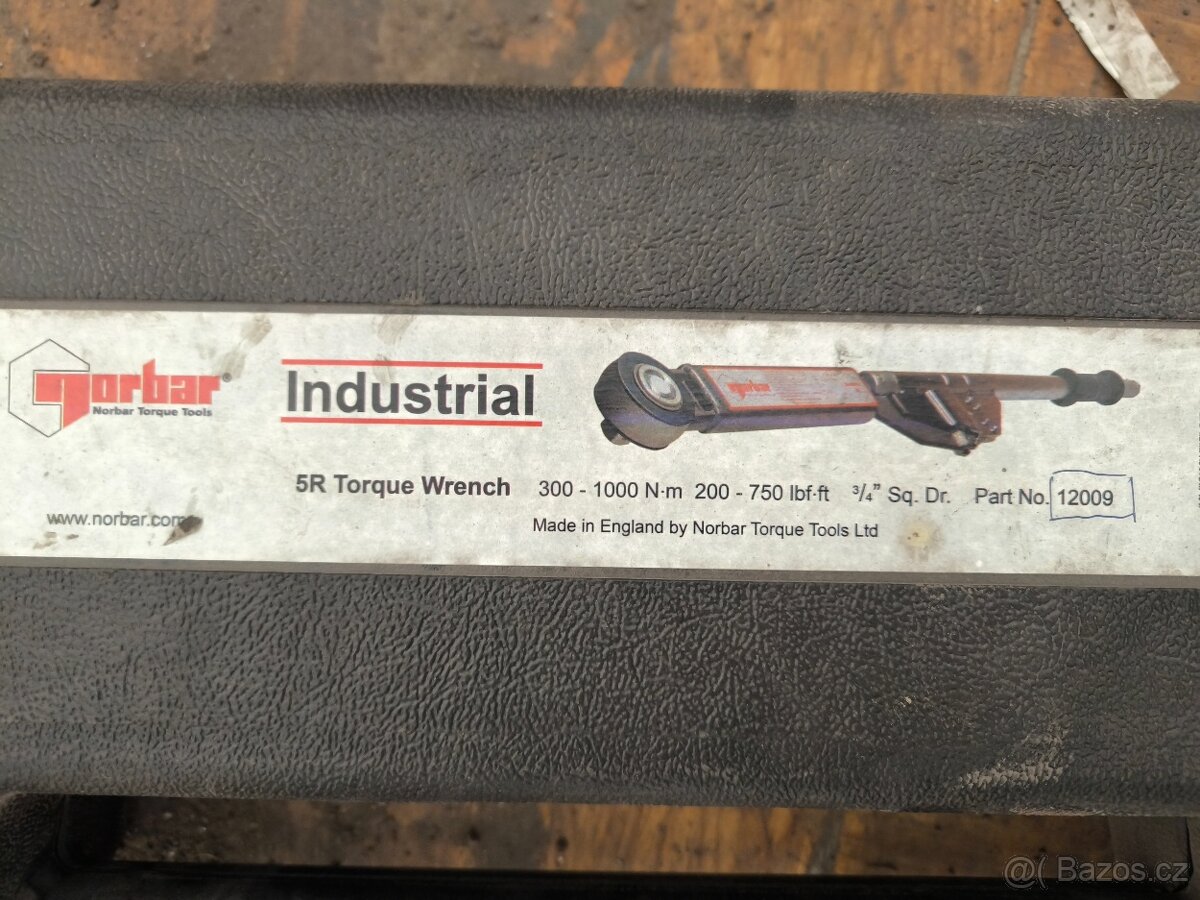 norbar®
Norbar Torque Tools
Industrial
norbar
5R Torque Wrench 300 - 1000 N·m 200 - 750 lbf·ft ³/₄" Sq. Dr. Part No. 12009
www.norbar.com
Made in England by Norbar Torque Tools Ltd
@( Bazos.cz